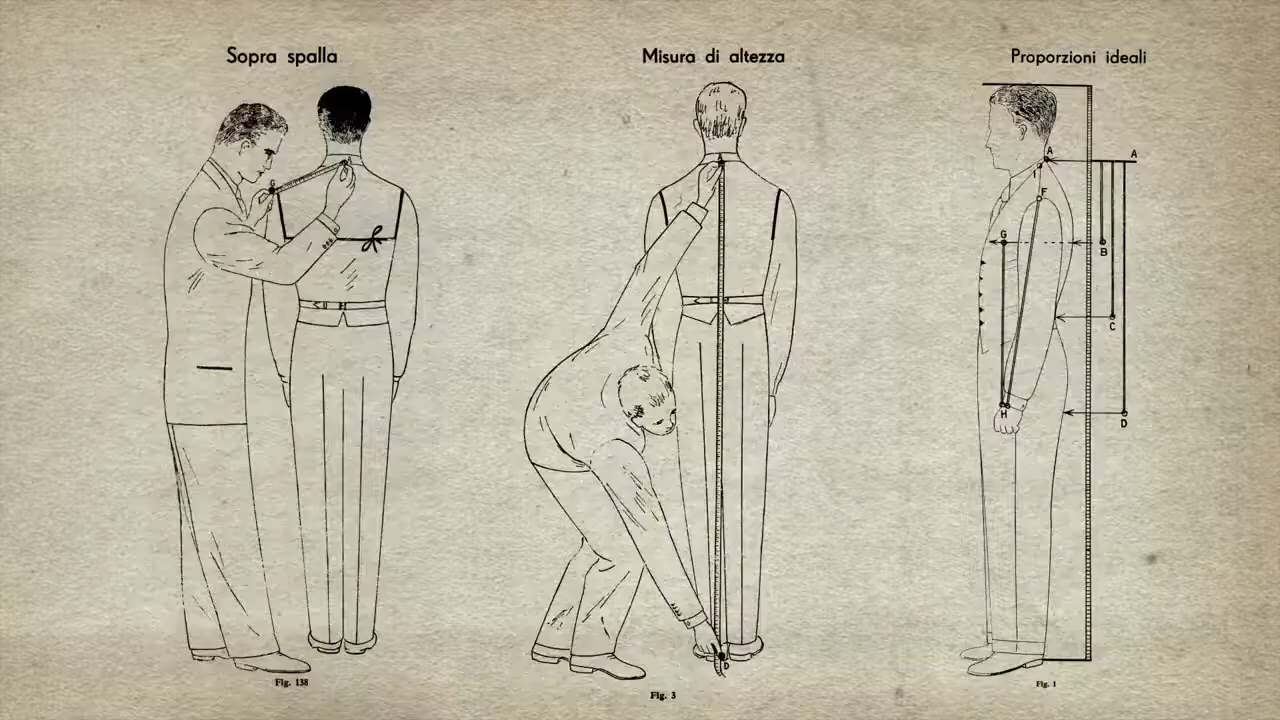 Sopra spalla
Misura di altezza
Proporzioni ideali
G
A
D
A
A
I
F
G
B
C
H
D
Fig. 138
Fig. 3
Fig. 1